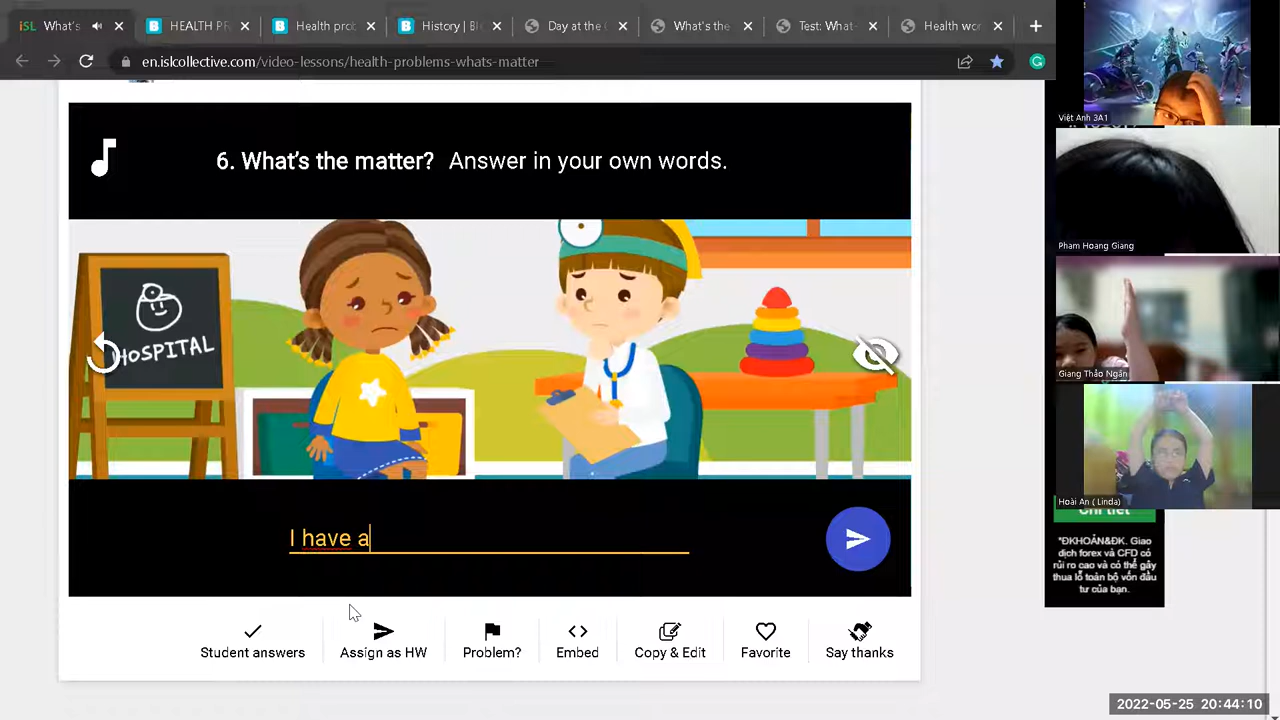 iSL What's
HEALTH PR
Health prob
History | Bl
Day at the
What's the
Test: What-
Health wor
en.islcollective.com/video-lessons/health-problems-whats-matter
6. What's the matter? Answer in your own words.
HOSPITAL
I have a
Student answers
Assign as HW
Problem?
Embed
Copy & Edit
Favorite
Say thanks
Việt Anh 3A1
Pham Hoang Giang
Giang Thảo Ngân
Hoài An ( Linda)
Chi tiết
*ĐKHOẢN&ĐK. Giao
dịch forex và CFD có
rủi ro cao và có thể gây
thua lỗ toàn bộ vốn đầu
tư của bạn.
2022-05-25 20:44:10